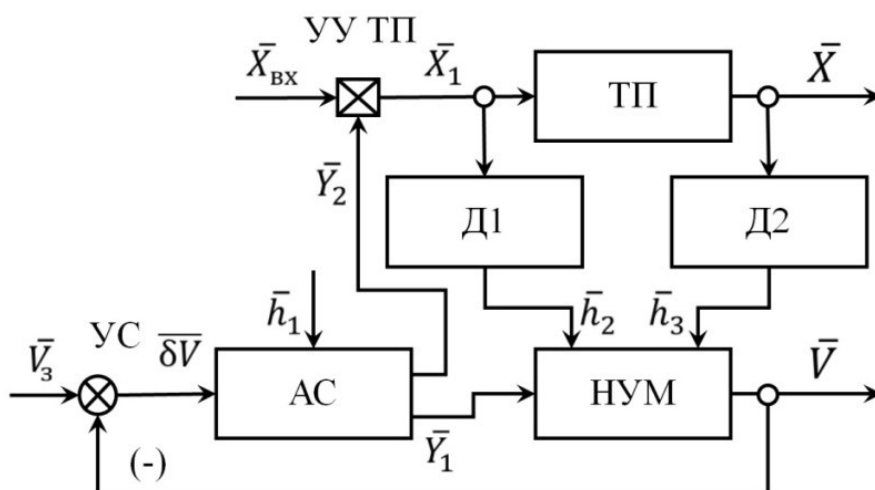 УУ ТП
X̄вх
X̄1
ТП
X̄
Ȳ2
Д1
Д2
h̄1
h̄2
h̄3
V̄з
УС
δV̅
АС
НУМ
V̄
(-)
Ȳ1